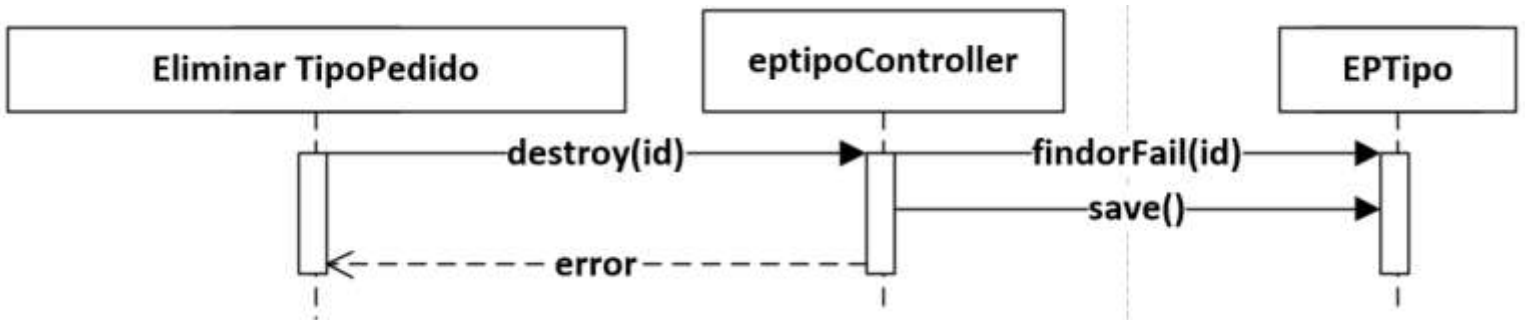 Eliminar TipoPedido
eptipoController
EPTipo
destroy(id)
findorFail(id)
save()
error